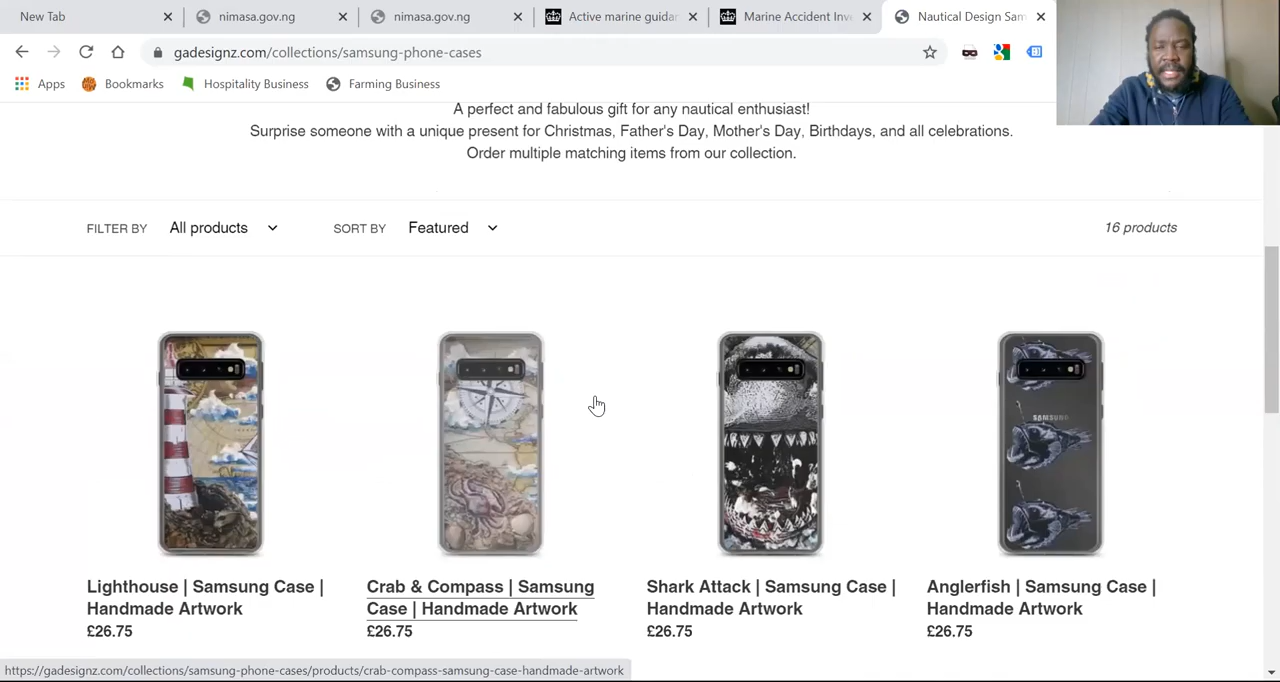 New Tab
nimasa.gov.ng
nimasa.gov.ng
Active marine guidan
Marine Accident Inve
Nautical Design Sam
gadesignz.com/collections/samsung-phone-cases
Apps
Bookmarks
Hospitality Business
Farming Business
A perfect and fabulous gift for any nautical enthusiast!
Surprise someone with a unique present for Christmas, Father's Day, Mother's Day, Birthdays, and all celebrations.
Order multiple matching items from our collection.
FILTER BY All products
SORT BY Featured
16 products
SAMSUNG
Lighthouse | Samsung Case |
Handmade Artwork
£26.75
Crab & Compass | Samsung
Case | Handmade Artwork
£26.75
Shark Attack | Samsung Case |
Handmade Artwork
£26.75
Anglerfish | Samsung Case |
Handmade Artwork
£26.75
https://gadesignz.com/collections/samsung-phone-cases/products/crab-compass-samsung-case-handmade-artwork